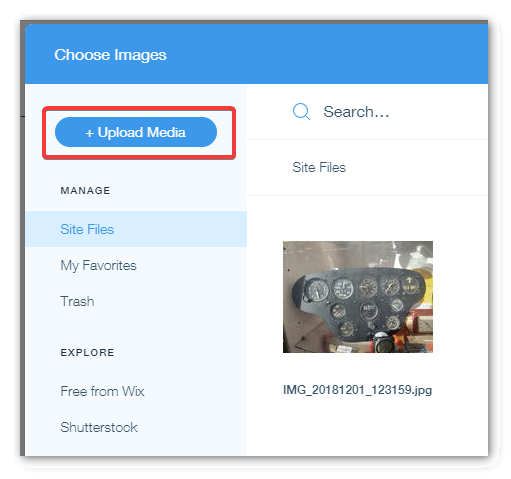 Choose Images
+ Upload Media
MANAGE
Site Files
My Favorites
Trash
EXPLORE
Free from Wix
Shutterstock
Search...
Site Files
IMG_20181201_123159.jpg